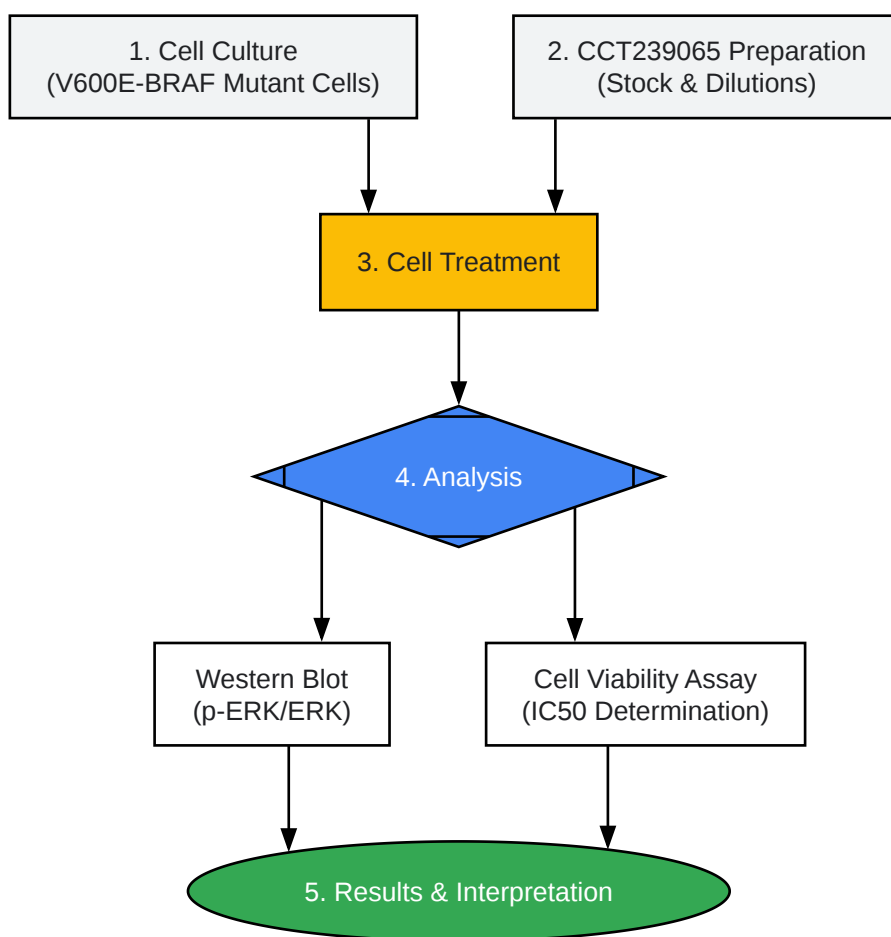 1. Cell Culture
(V600E-BRAF Mutant Cells)
2. CCT239065 Preparation
(Stock & Dilutions)
3. Cell Treatment
4. Analysis
Western Blot
(p-ERK/ERK)
Cell Viability Assay
(IC50 Determination)
5. Results & Interpretation